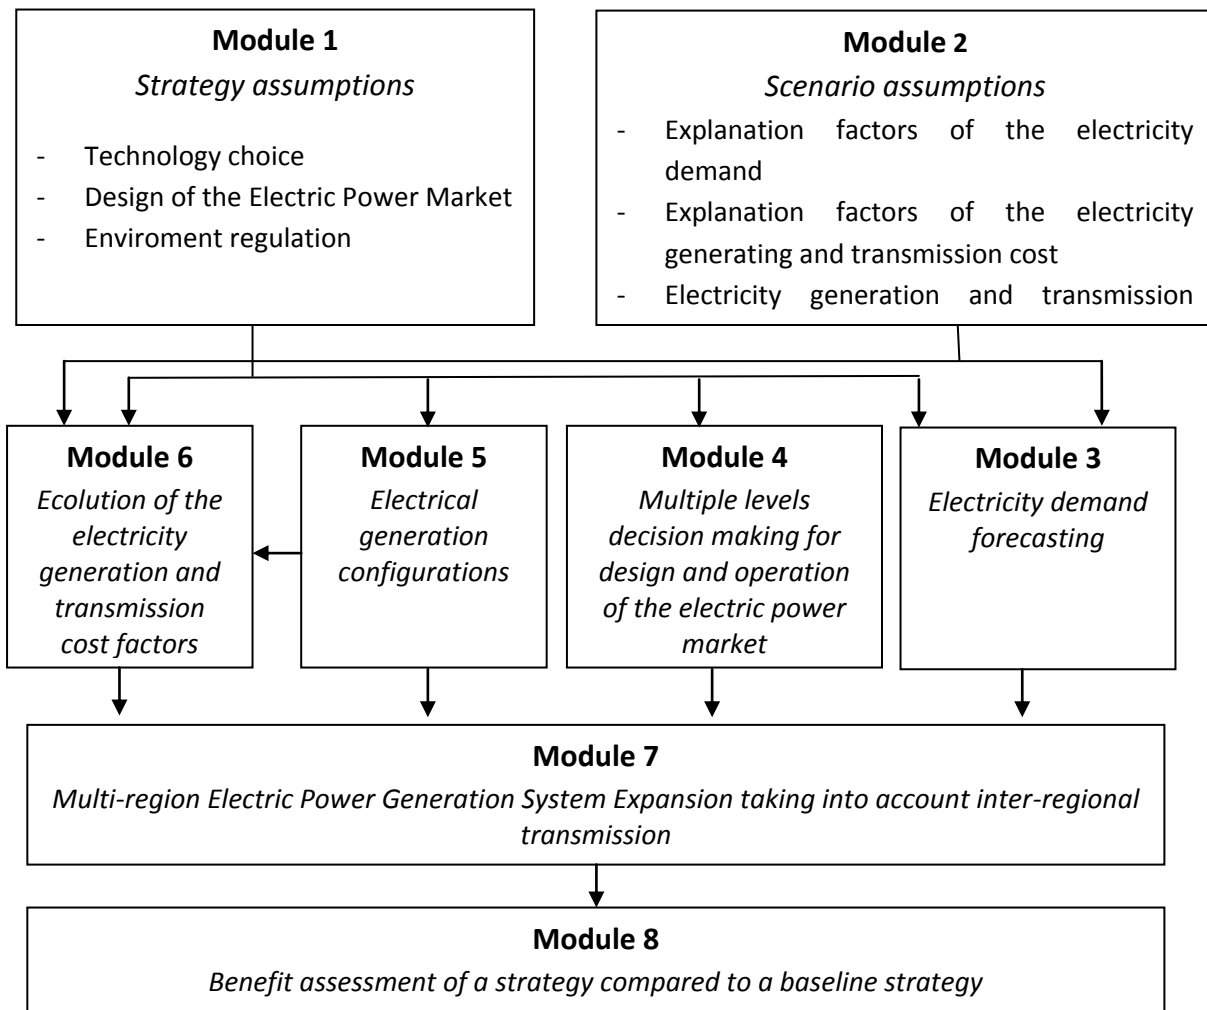 Module 1
Strategy assumptions
- Technology choice
- Design of the Electric Power Market
- Enviroment regulation
Module 2
Scenario assumptions
- Explanation factors of the electricity
demand
- Explanation factors of the electricity
generating and transmission cost
- Electricity generation and transmission
Module 6
Ecolution of the
electricity
generation and
transmission
cost factors
Module 5
Electrical
generation
configurations
Module 4
Multiple levels
decision making for
design and operation
of the electric power
market
Module 3
Electricity demand
forecasting
Module 7
Multi-region Electric Power Generation System Expansion taking into account inter-regional
transmission
Module 8
Benefit assessment of a strategy compared to a baseline strategy